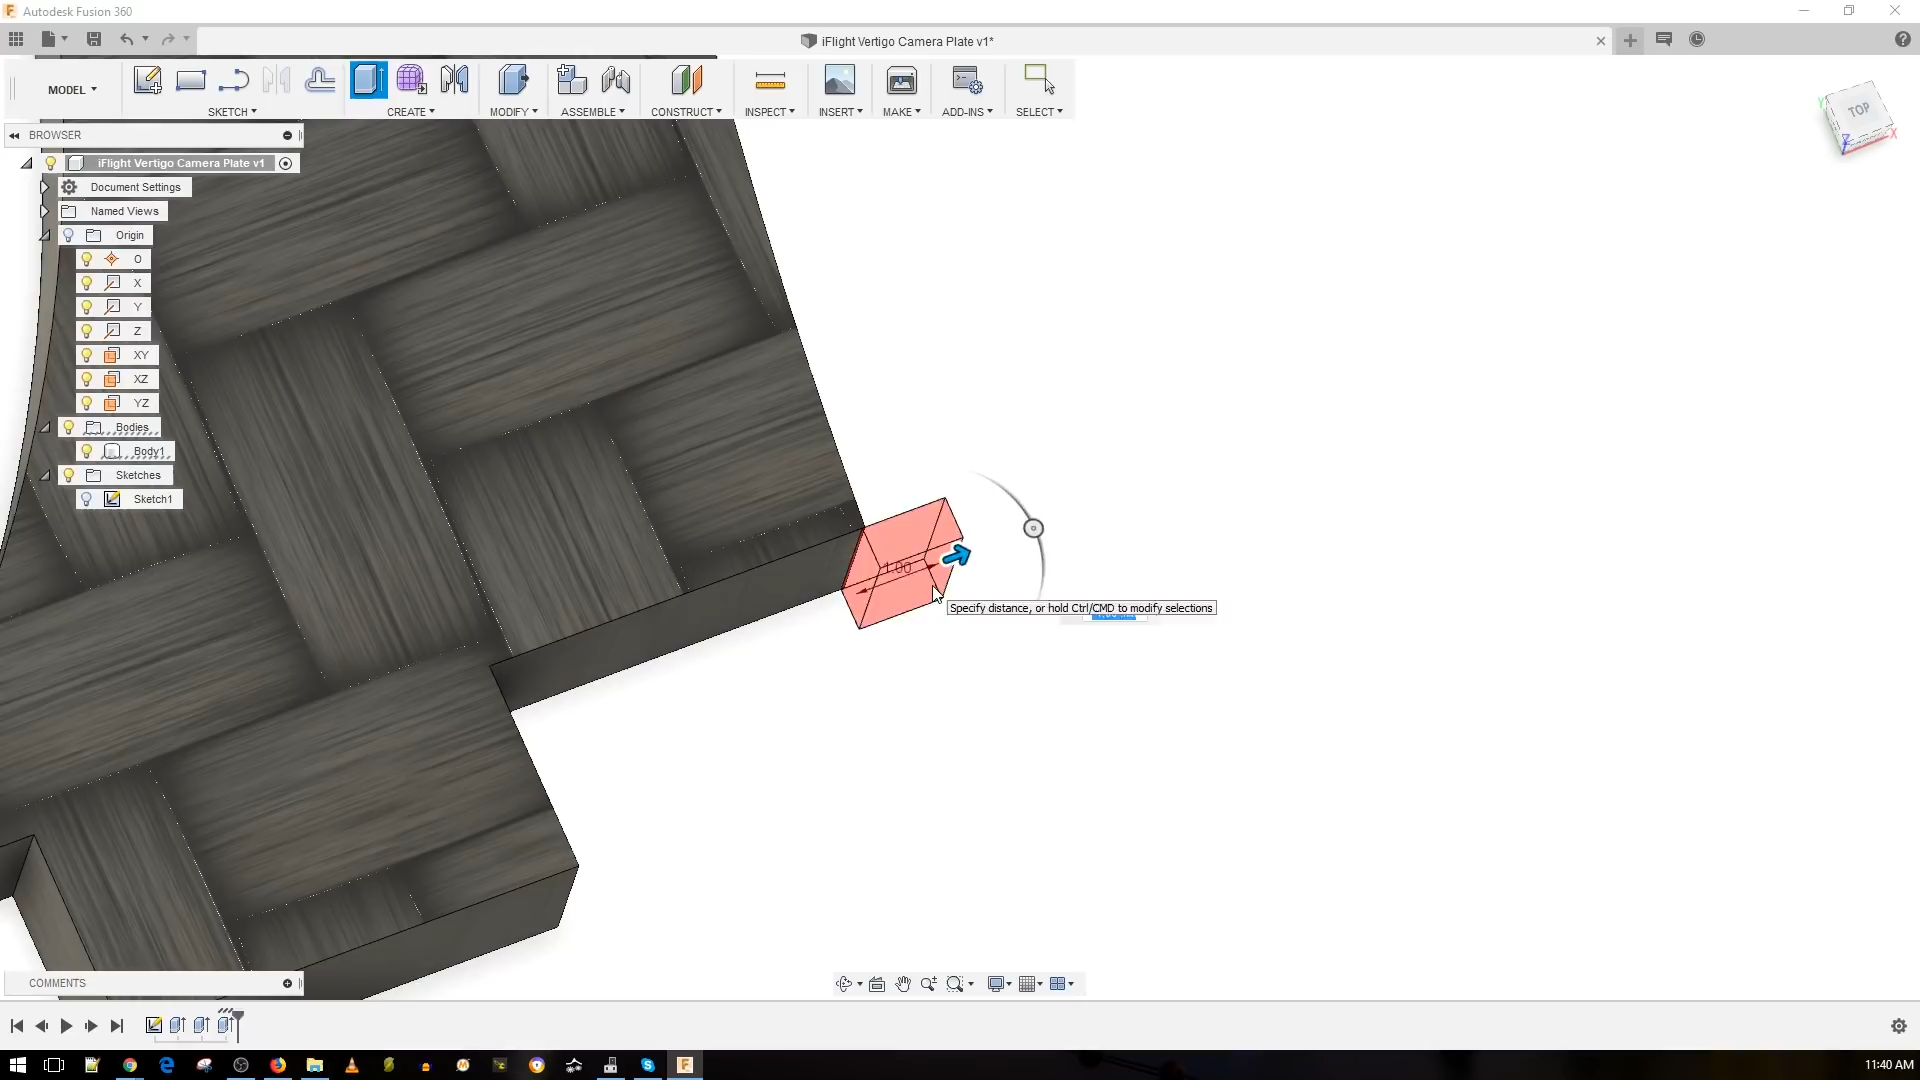 Autodesk Fusion 360
iFlight Vertigo Camera Plate v1*
MODEL
SKETCH
CREATE
MODIFY
ASSEMBLE
CONSTRUCT
INSPECT
INSERT
MAKE
ADD-INS
SELECT
TOP
Y
X
Z
BROWSER
iFlight Vertigo Camera Plate v1
Document Settings
Named Views
Origin
O
X
Y
Z
XY
XZ
YZ
Bodies
Body1
Sketches
Sketch1
1.00
Specify distance, or hold Ctrl/CMD to modify selections
COMMENTS
11:40 AM